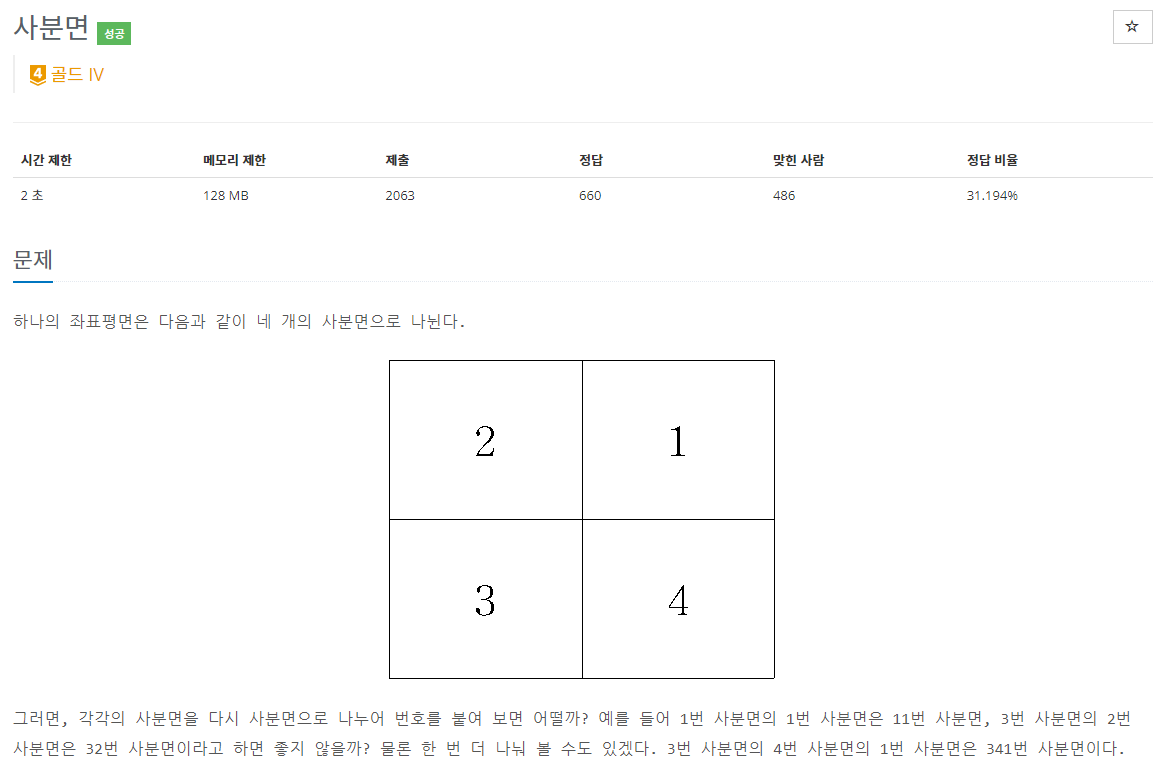 사분면 성공
☆
4 골드 IV
시간 제한 메모리 제한 제출 정답 맞힌 사람 정답 비율
2 초 128 MB 2063 660 486 31.194%
문제
하나의 좌표평면은 다음과 같이 네 개의 사분면으로 나뉜다.
2 1
3 4
그러면, 각각의 사분면을 다시 사분면으로 나누어 번호를 붙여 보면 어떨까? 예를 들어 1번 사분면의 1번 사분면은 11번 사분면, 3번 사분면의 2번
사분면은 32번 사분면이라고 하면 좋지 않을까? 물론 한 번 더 나눠 볼 수도 있겠다. 3번 사분면의 4번 사분면의 1번 사분면은 341번 사분면이다.